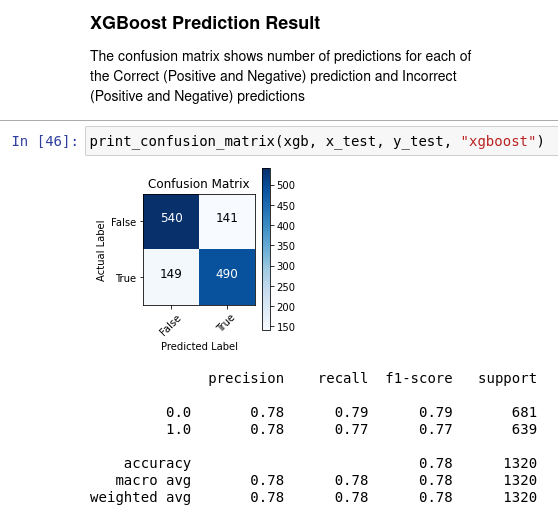 XGBoost Prediction Result
The confusion matrix shows number of predictions for each of
the Correct (Positive and Negative) prediction and Incorrect
(Positive and Negative) predictions
In [46]: print_confusion_matrix(xgb, x_test, y_test, "xgboost")
Confusion Matrix
Actual Label
False 540 141
True 149 490
False True
Predicted Label
500
450
400
350
300
250
200
150
precision recall f1-score support
0.0 0.78 0.79 0.79 681
1.0 0.78 0.77 0.77 639
accuracy 0.78 1320
macro avg 0.78 0.78 0.78 1320
weighted avg 0.78 0.78 0.78 1320